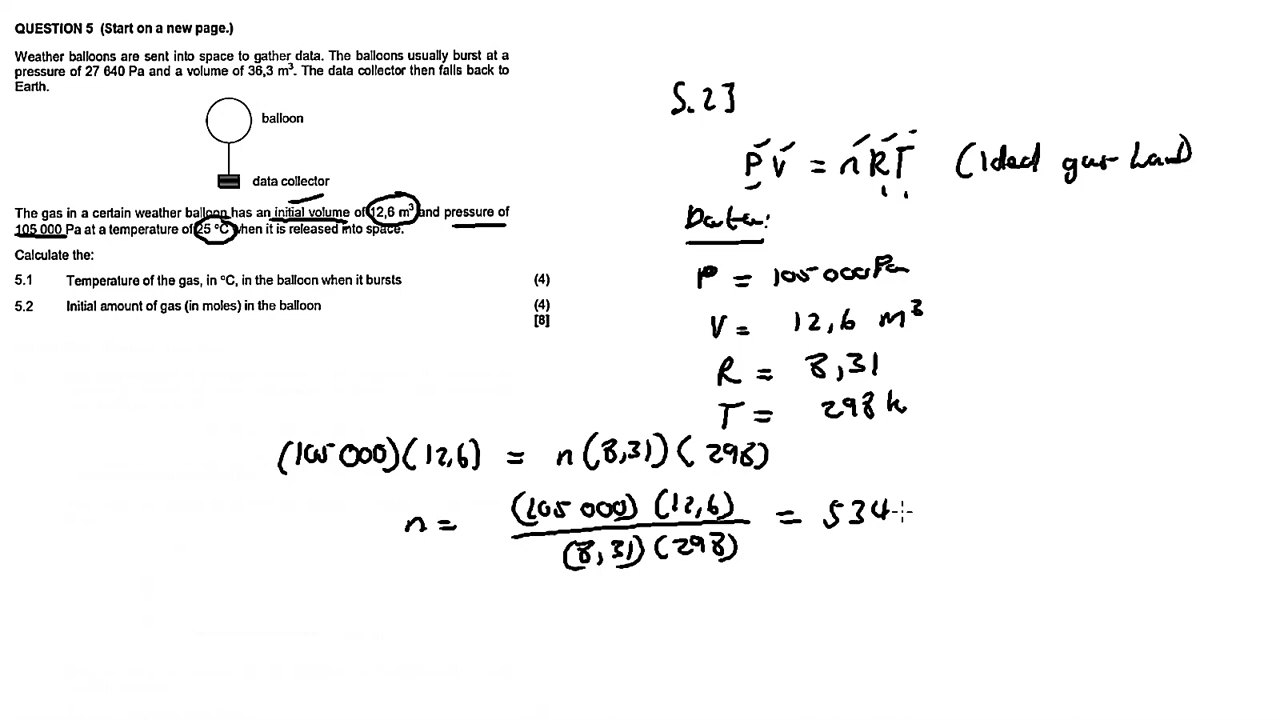 QUESTION 5 (Start on a new page.)
Weather balloons are sent into space to gather data. The balloons usually burst at a
pressure of 27 640 Pa and a volume of 36,3 m³. The data collector then falls back to
Earth.
balloon
data collector
The gas in a certain weather balloon has an initial volume of 12,6 m³ and pressure of
105 000 Pa at a temperature of 25 °C when it is released into space.
Calculate the:
5.1 Temperature of the gas, in °C, in the balloon when it bursts (4)
5.2 Initial amount of gas (in moles) in the balloon (4)
[8]
5.2]
PV = nRT (Ideal gas Law)
Data:
P = 105 000 Pa
V = 12,6 m³
R = 8,31
T = 298 k
(105 000)(12,6) = n(8,31)(298)
n = (105 000)(12,6) / (8,31)(298) = 534